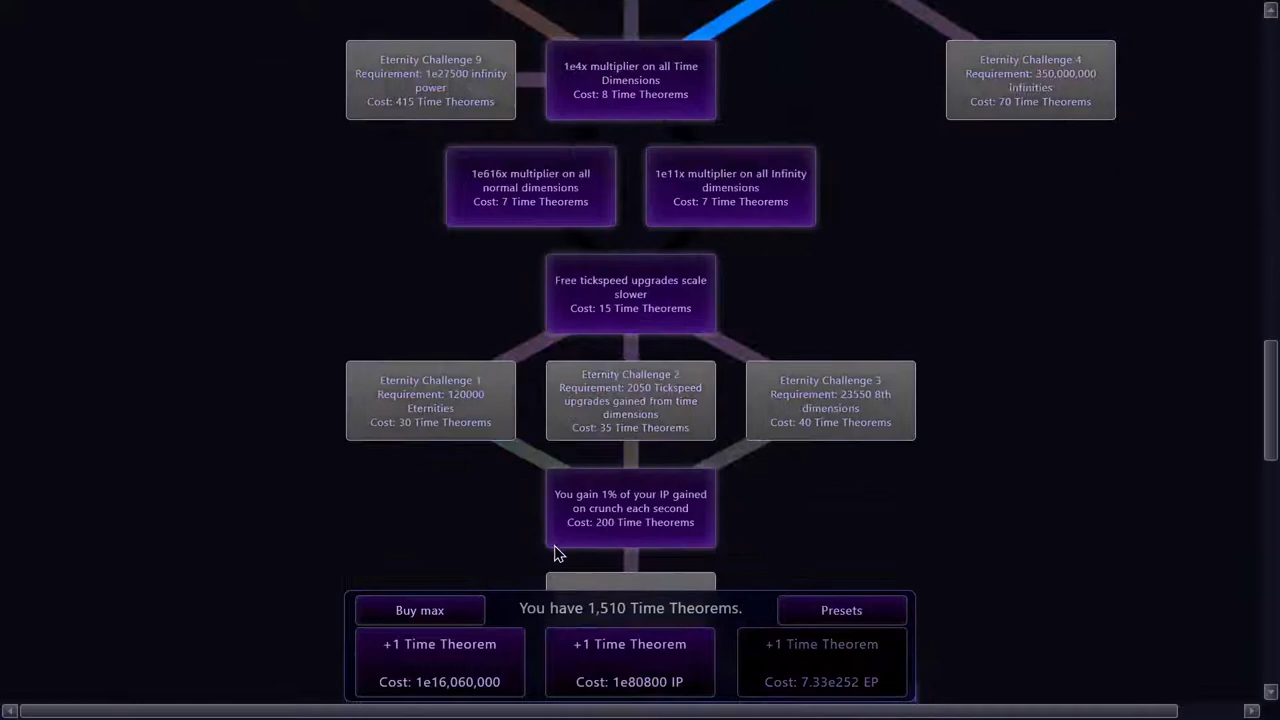 Eternity Challenge 9
Requirement: 1e27500 infinity
power
Cost: 415 Time Theorems
1e4x multiplier on all Time
Dimensions
Cost: 8 Time Theorems
Eternity Challenge 4
Requirement: 350,000,000
infinities
Cost: 70 Time Theorems
1e616x multiplier on all
normal dimensions
Cost: 7 Time Theorems
1e11x multiplier on all Infinity
dimensions
Cost: 7 Time Theorems
Free tickspeed upgrades scale
slower
Cost: 15 Time Theorems
Eternity Challenge 1
Requirement: 120000
Eternities
Cost: 30 Time Theorems
Eternity Challenge 2
Requirement: 2050 Tickspeed
upgrades gained from time
dimensions
Cost: 35 Time Theorems
Eternity Challenge 3
Requirement: 23550 8th
dimensions
Cost: 40 Time Theorems
You gain 1% of your IP gained
on crunch each second
Cost: 200 Time Theorems
Buy max
You have 1,510 Time Theorems.
Presets
+1 Time Theorem
Cost: 1e16,060,000
+1 Time Theorem
Cost: 1e80800 IP
+1 Time Theorem
Cost: 7.33e252 EP